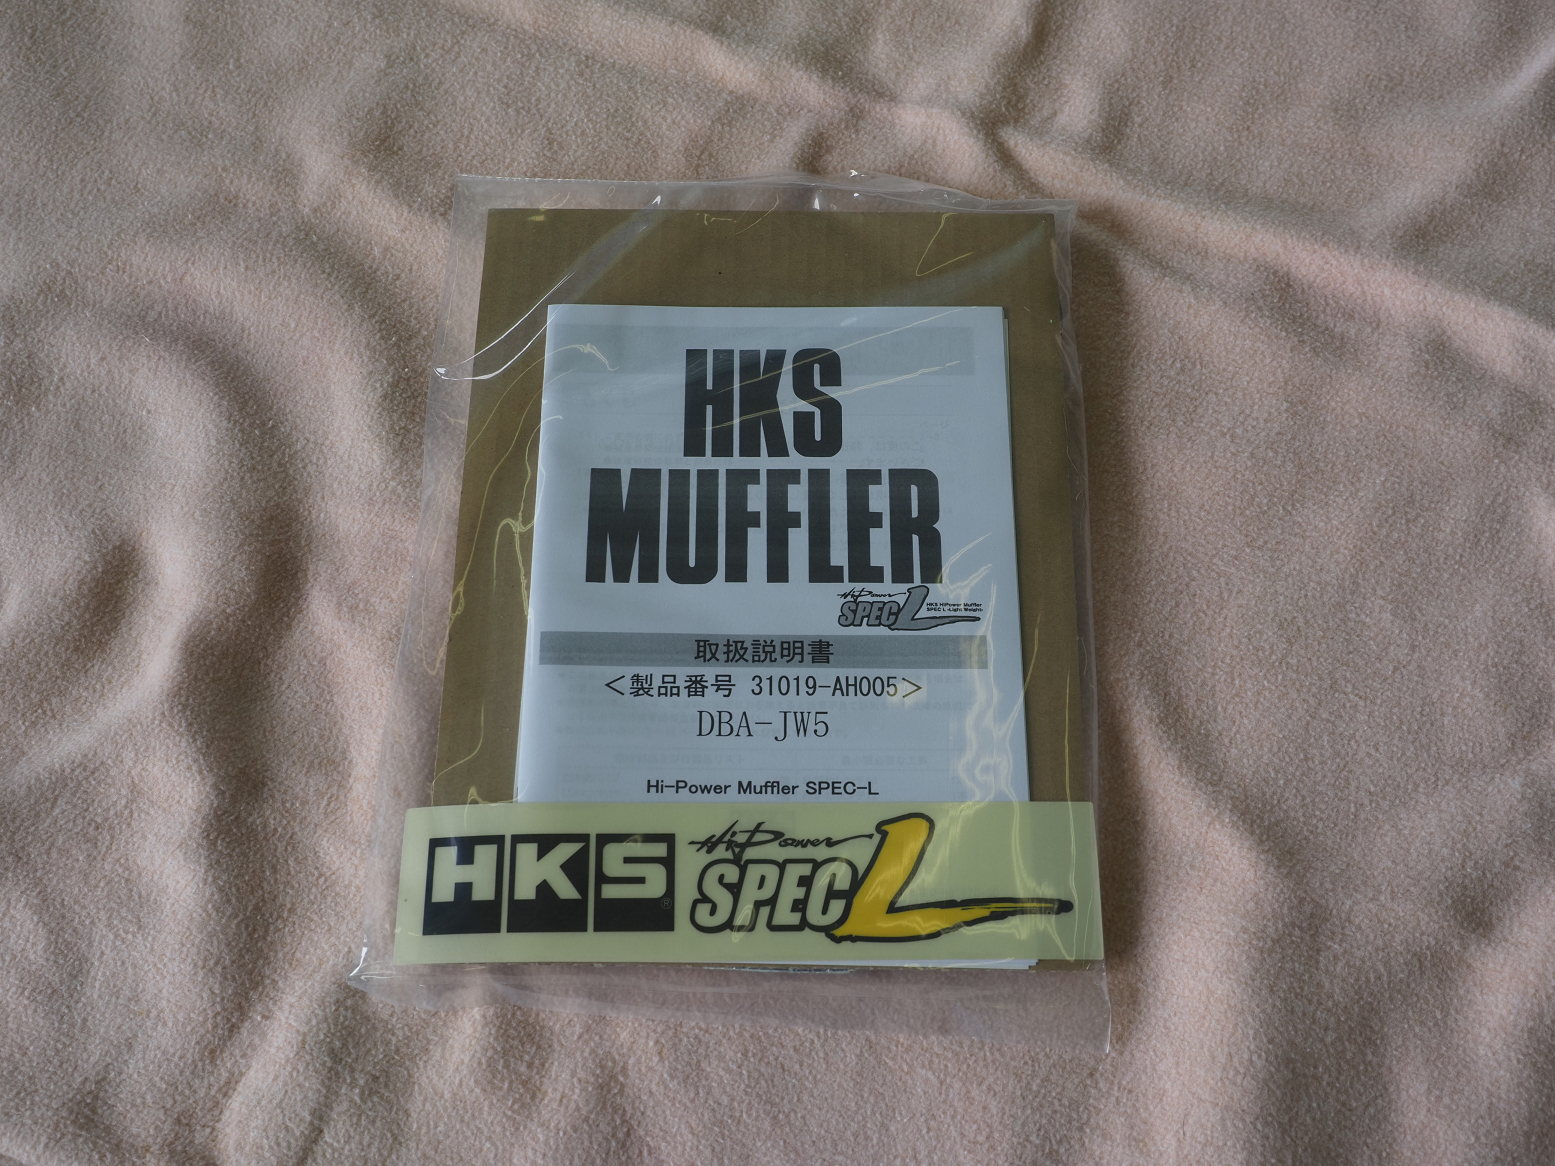 HKS
MUFFLER
Hi-Power
SPEC L
HKS HiPower Muffler
SPEC L -Light Weight-
取扱説明書
<製品番号 31019-AH005>
DBA-JW5
Hi-Power Muffler SPEC-L
HKS®
Hi-Power
SPEC L